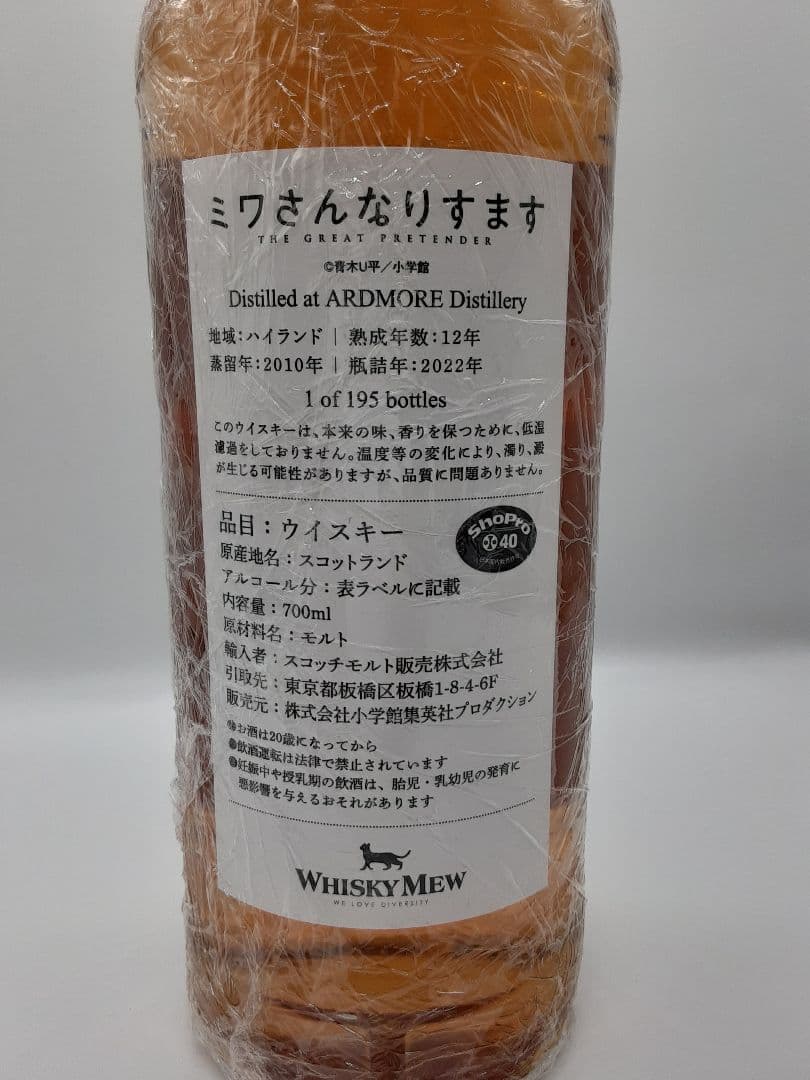 ミワさんなりすます
THE GREAT PRETENDER
©青木U平／小学館
Distilled at ARDMORE Distillery
地域：ハイランド｜熟成年数：12年
蒸留年：2010年｜瓶詰年：2022年
1 of 195 bottles
このウイスキーは、本来の味、香りを保つために、低温
濾過をしておりません。温度等の変化により、濁り、澱
が生じる可能性がありますが、品質に問題ありません。
品目：ウイスキー
原産地名：スコットランド
アルコール分：表ラベルに記載
内容量：700ml
原材料名：モルト
輸入者：スコッチモルト販売株式会社
引取先：東京都板橋区板橋1-8-4-6F
販売元：株式会社小学館集英社プロダクション
ShoPro
40
●お酒は20歳になってから
●飲酒運転は法律で禁止されています
●妊娠中や授乳期の飲酒は、胎児・乳幼児の発育に
悪影響を与えるおそれがあります
WHISKY MEW
WE LOVE DIVERSITY